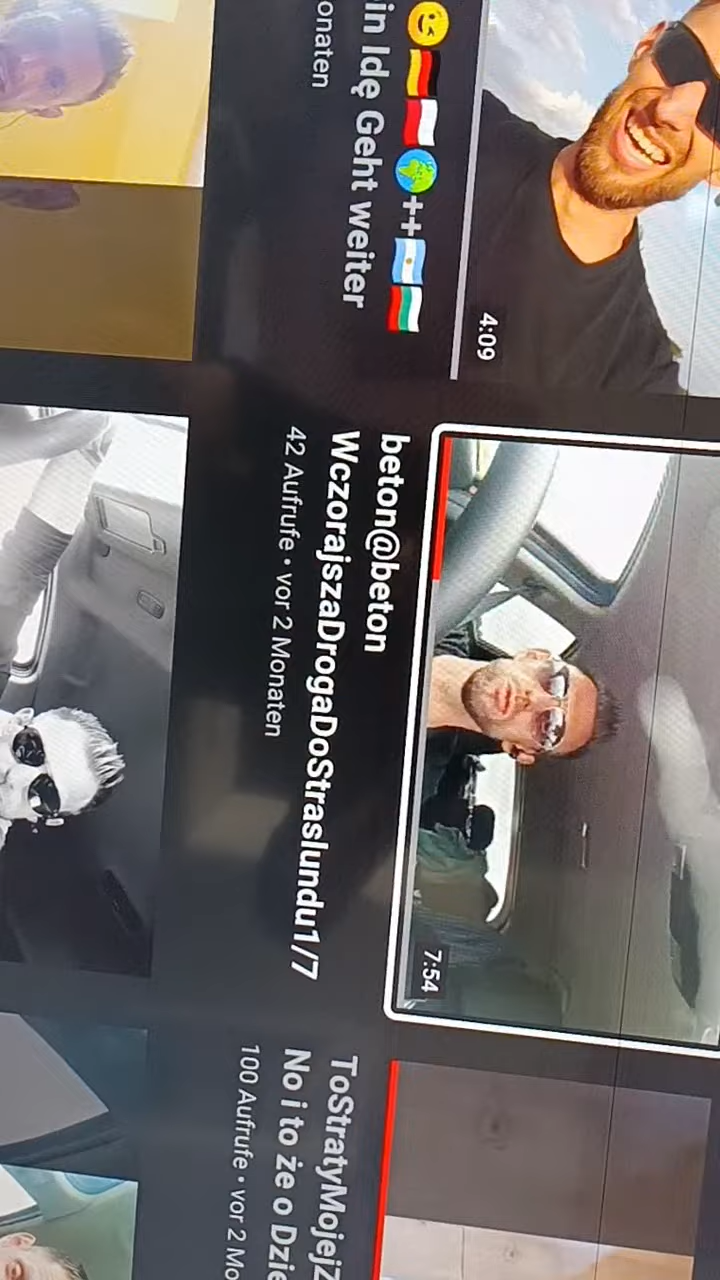 4:09
😉🇩🇪🇵🇱🌍++🇦🇷🇧🇬
in Idę Geht weiter
onaten
7:54
beton@beton
WczorajszaDrogaDoStraslundu1/7
42 Aufrufe • vor 2 Monaten
ToStratyMojejZ
No i to że o Dzie
100 Aufrufe • vor 2 Mo